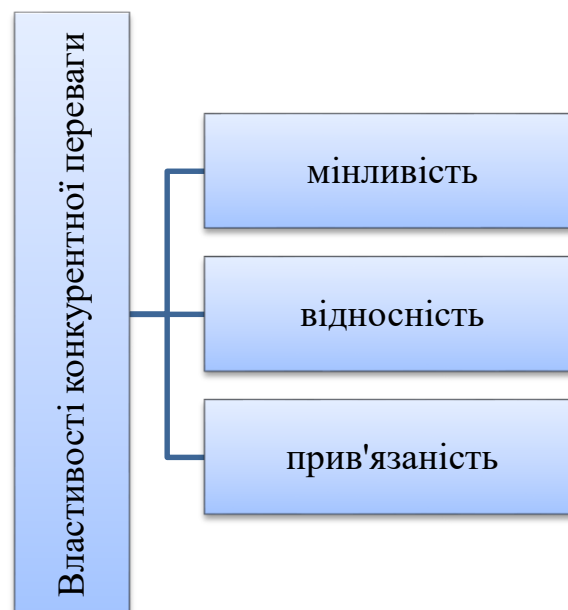 Властивості конкурентної переваги
мінливість
відносність
прив'язаність